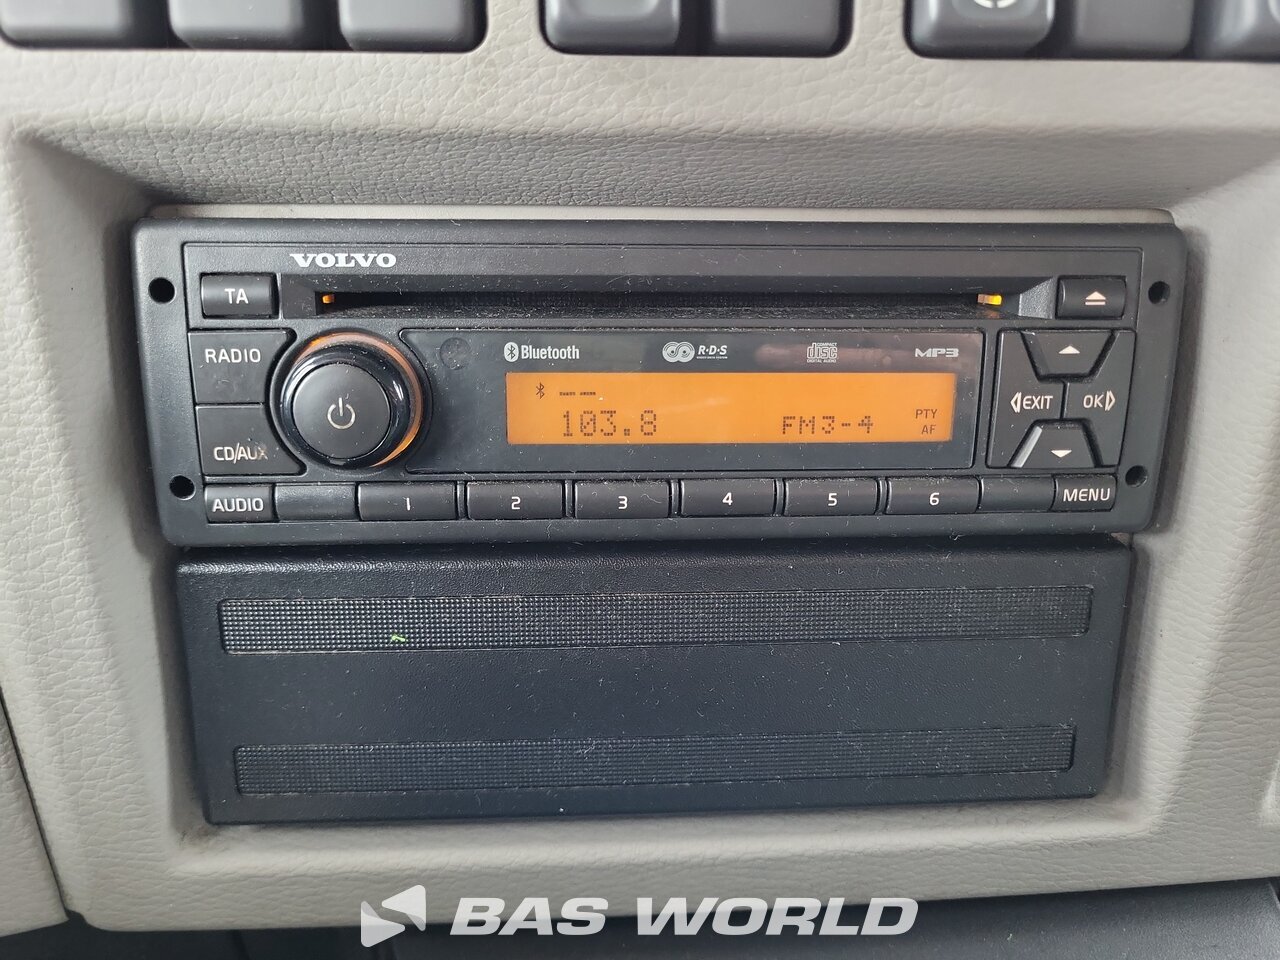 VOLVO
TA
RADIO
Bluetooth
R·D·S
COMPACT
disc
DIGITAL AUDIO
MP3
103.8 FM3-4
PTY
AF
EXIT OK
CD/AUX
AUDIO 1 2 3 4 5 6 MENU
BAS WORLD